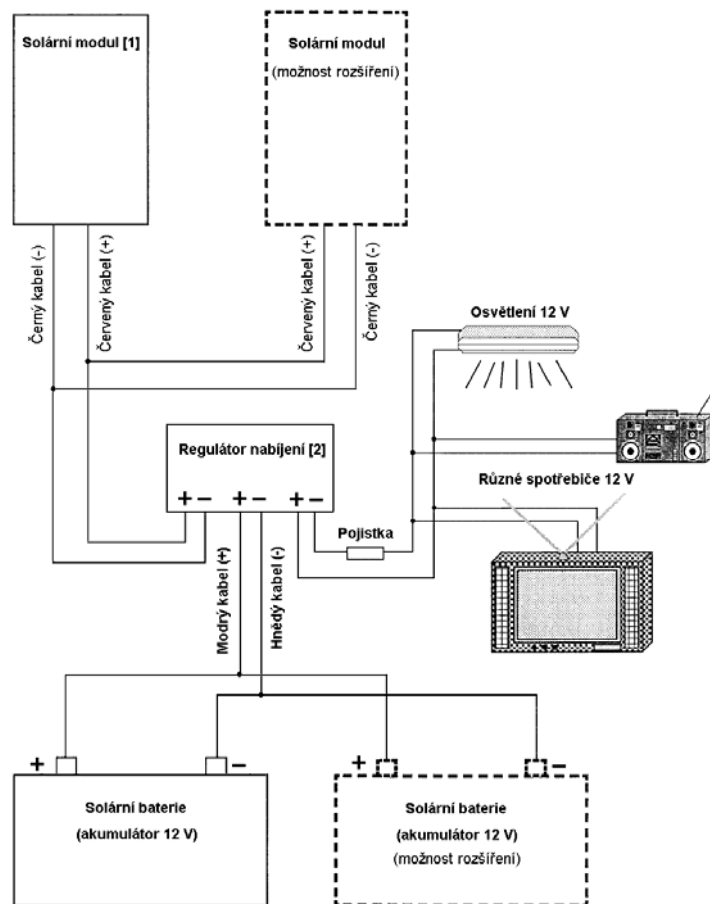 Solární modul [1]
Solární modul
(možnost rozšíření)
Černý kabel (-)
Červený kabel (+)
Červený kabel (+)
Černý kabel (-)
Osvětlení 12 V
Regulátor nabíjení [2]
+ − + − + −
Různé spotřebiče 12 V
Pojistka
Modrý kabel (+)
Hnědý kabel (-)
+ −
Solární baterie
(akumulátor 12 V)
+ −
Solární baterie
(akumulátor 12 V)
(možnost rozšíření)